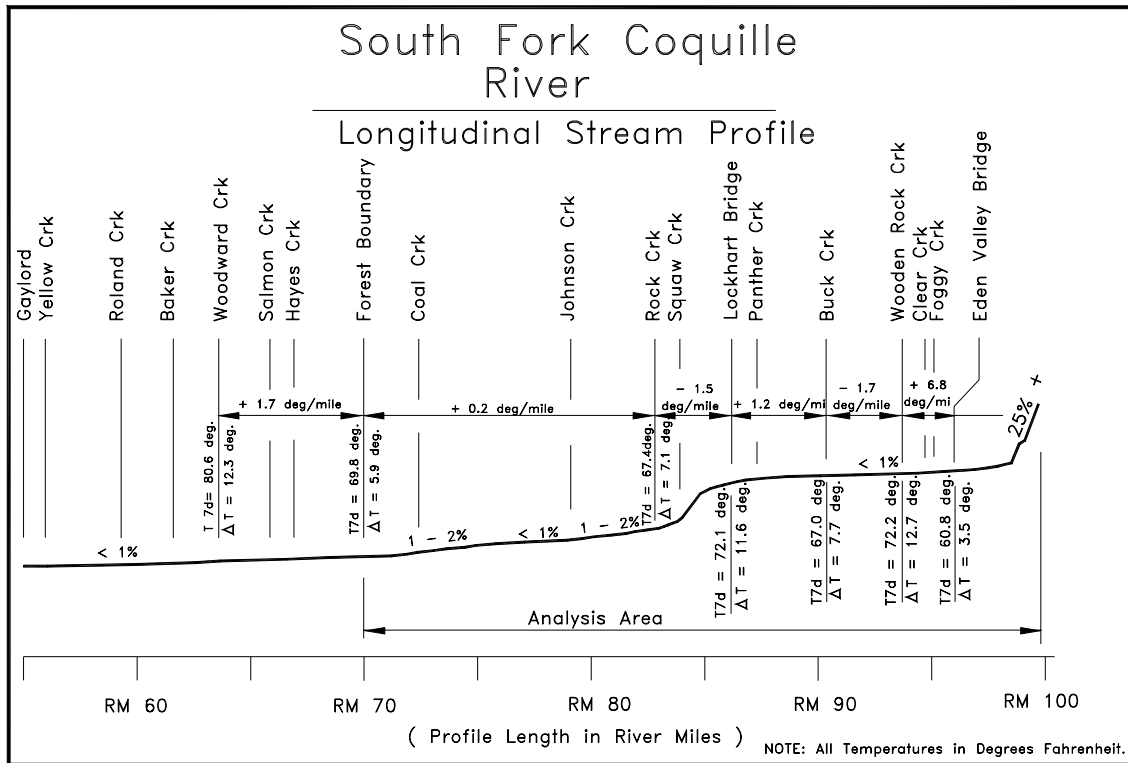 South Fork Coquille
River
Longitudinal Stream Profile
Gaylord
Yellow Crk
Roland Crk
Baker Crk
Woodward Crk
Salmon Crk
Hayes Crk
Forest Boundary
Coal Crk
Johnson Crk
Rock Crk
Squaw Crk
Lockhart Bridge
Panther Crk
Buck Crk
Wooden Rock Crk
Clear Crk
Foggy Crk
Eden Valley Bridge
+ 1.7 deg/mile
+ 0.2 deg/mile
- 1.5
deg/mile
+ 1.2 deg/mi
- 1.7
deg/mile
+ 6.8
deg/mi
25% +
T 7d= 80.6 deg.
Δ T = 12.3 deg.
T7d = 69.8 deg.
Δ T = 5.9 deg.
T7d = 67.4deg.
Δ T = 7.1 deg.
T7d = 72.1 deg.
Δ T = 11.6 deg.
T7d = 67.0 deg.
Δ T = 7.7 deg.
T7d = 72.2 deg.
Δ T = 12.7 deg.
T7d = 60.8 deg.
Δ T = 3.5 deg.
< 1%
1 - 2%
< 1%
1 - 2%
< 1%
Analysis Area
RM 60
RM 70
RM 80
RM 90
RM 100
( Profile Length in River Miles )
NOTE: All Temperatures in Degrees Fahrenheit.